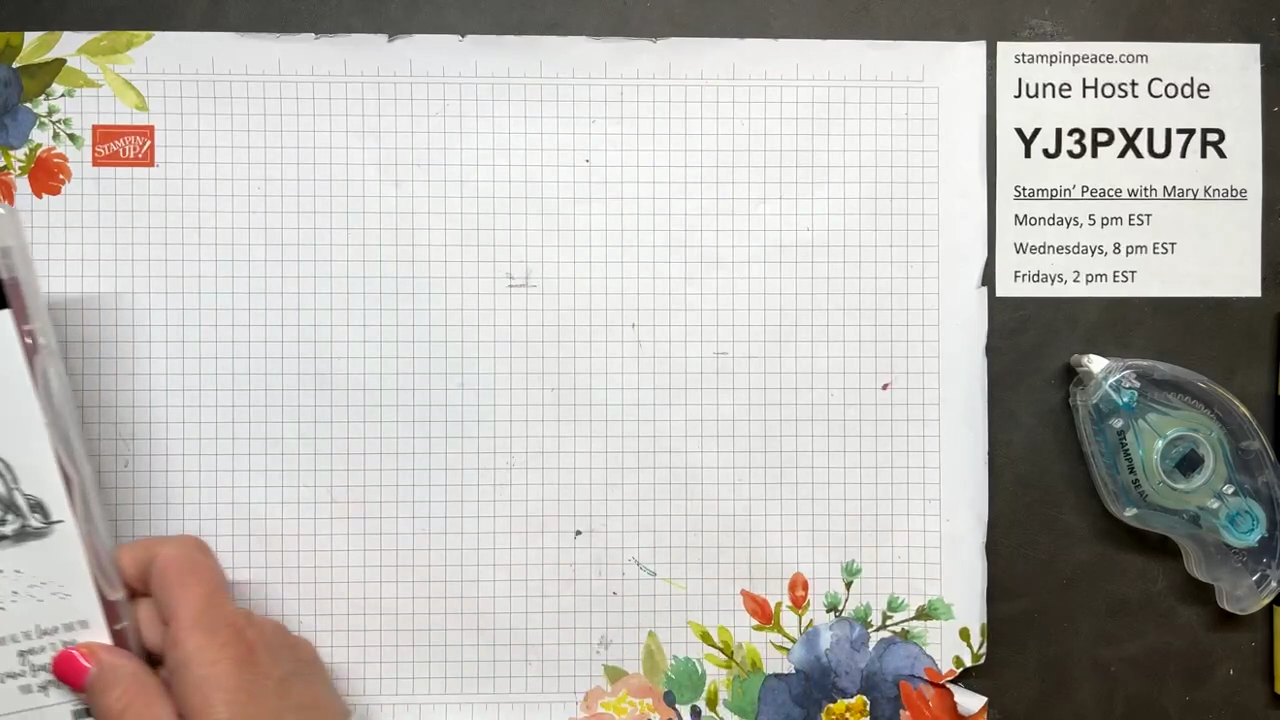 STAMPIN' UP!
stampinpeace.com
June Host Code
YJ3PXU7R
Stampin' Peace with Mary Knabe
Mondays, 5 pm EST
Wednesdays, 8 pm EST
Fridays, 2 pm EST
STAMPIN' SEAL